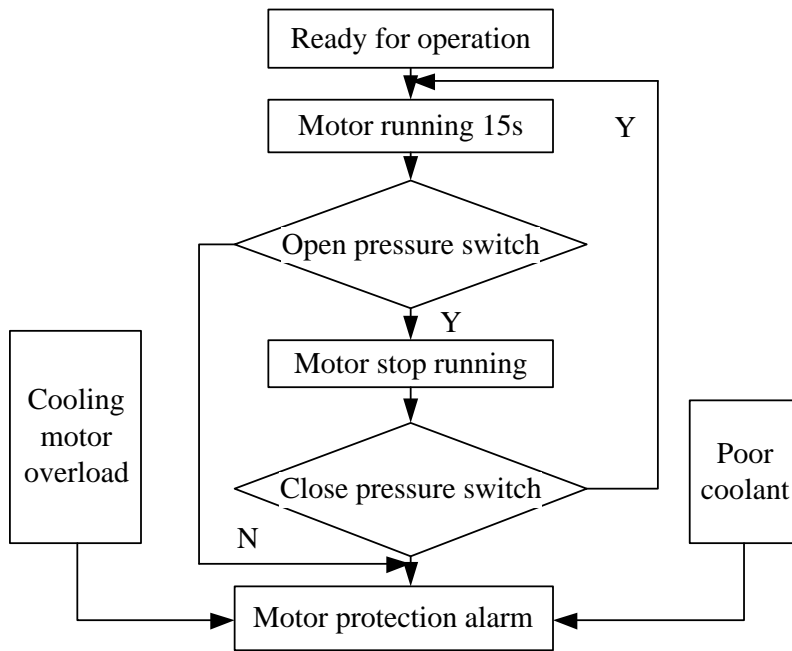 Ready for operation
Motor running 15s
Y
Open pressure switch
Y
Motor stop running
Cooling
motor
overload
Close pressure switch
Poor
coolant
N
Motor protection alarm